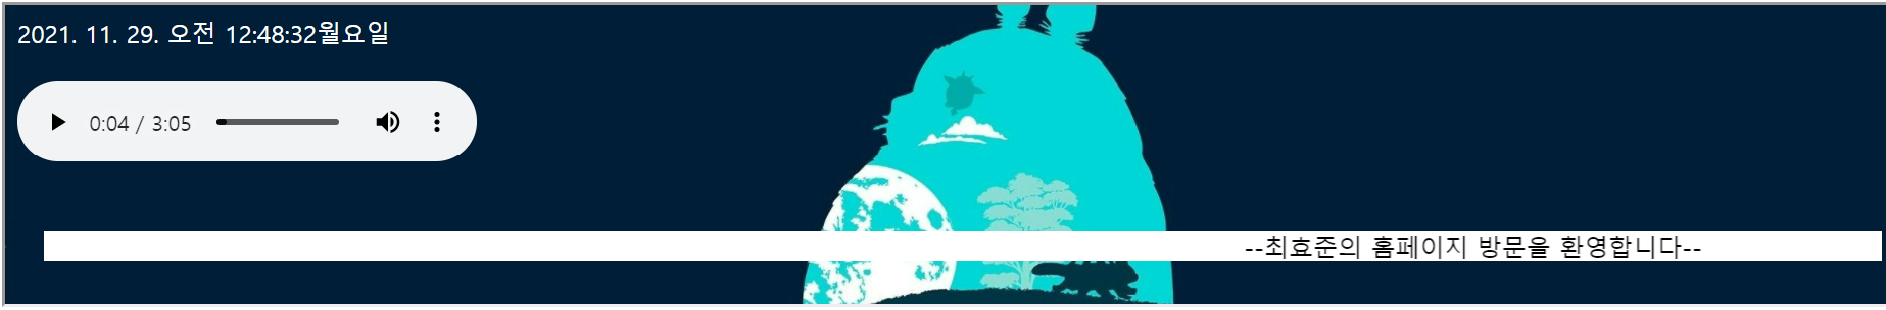 2021. 11. 29. 오전 12:48:32월요일
0:04 / 3:05
--최효준의 홈페이지 방문을 환영합니다--